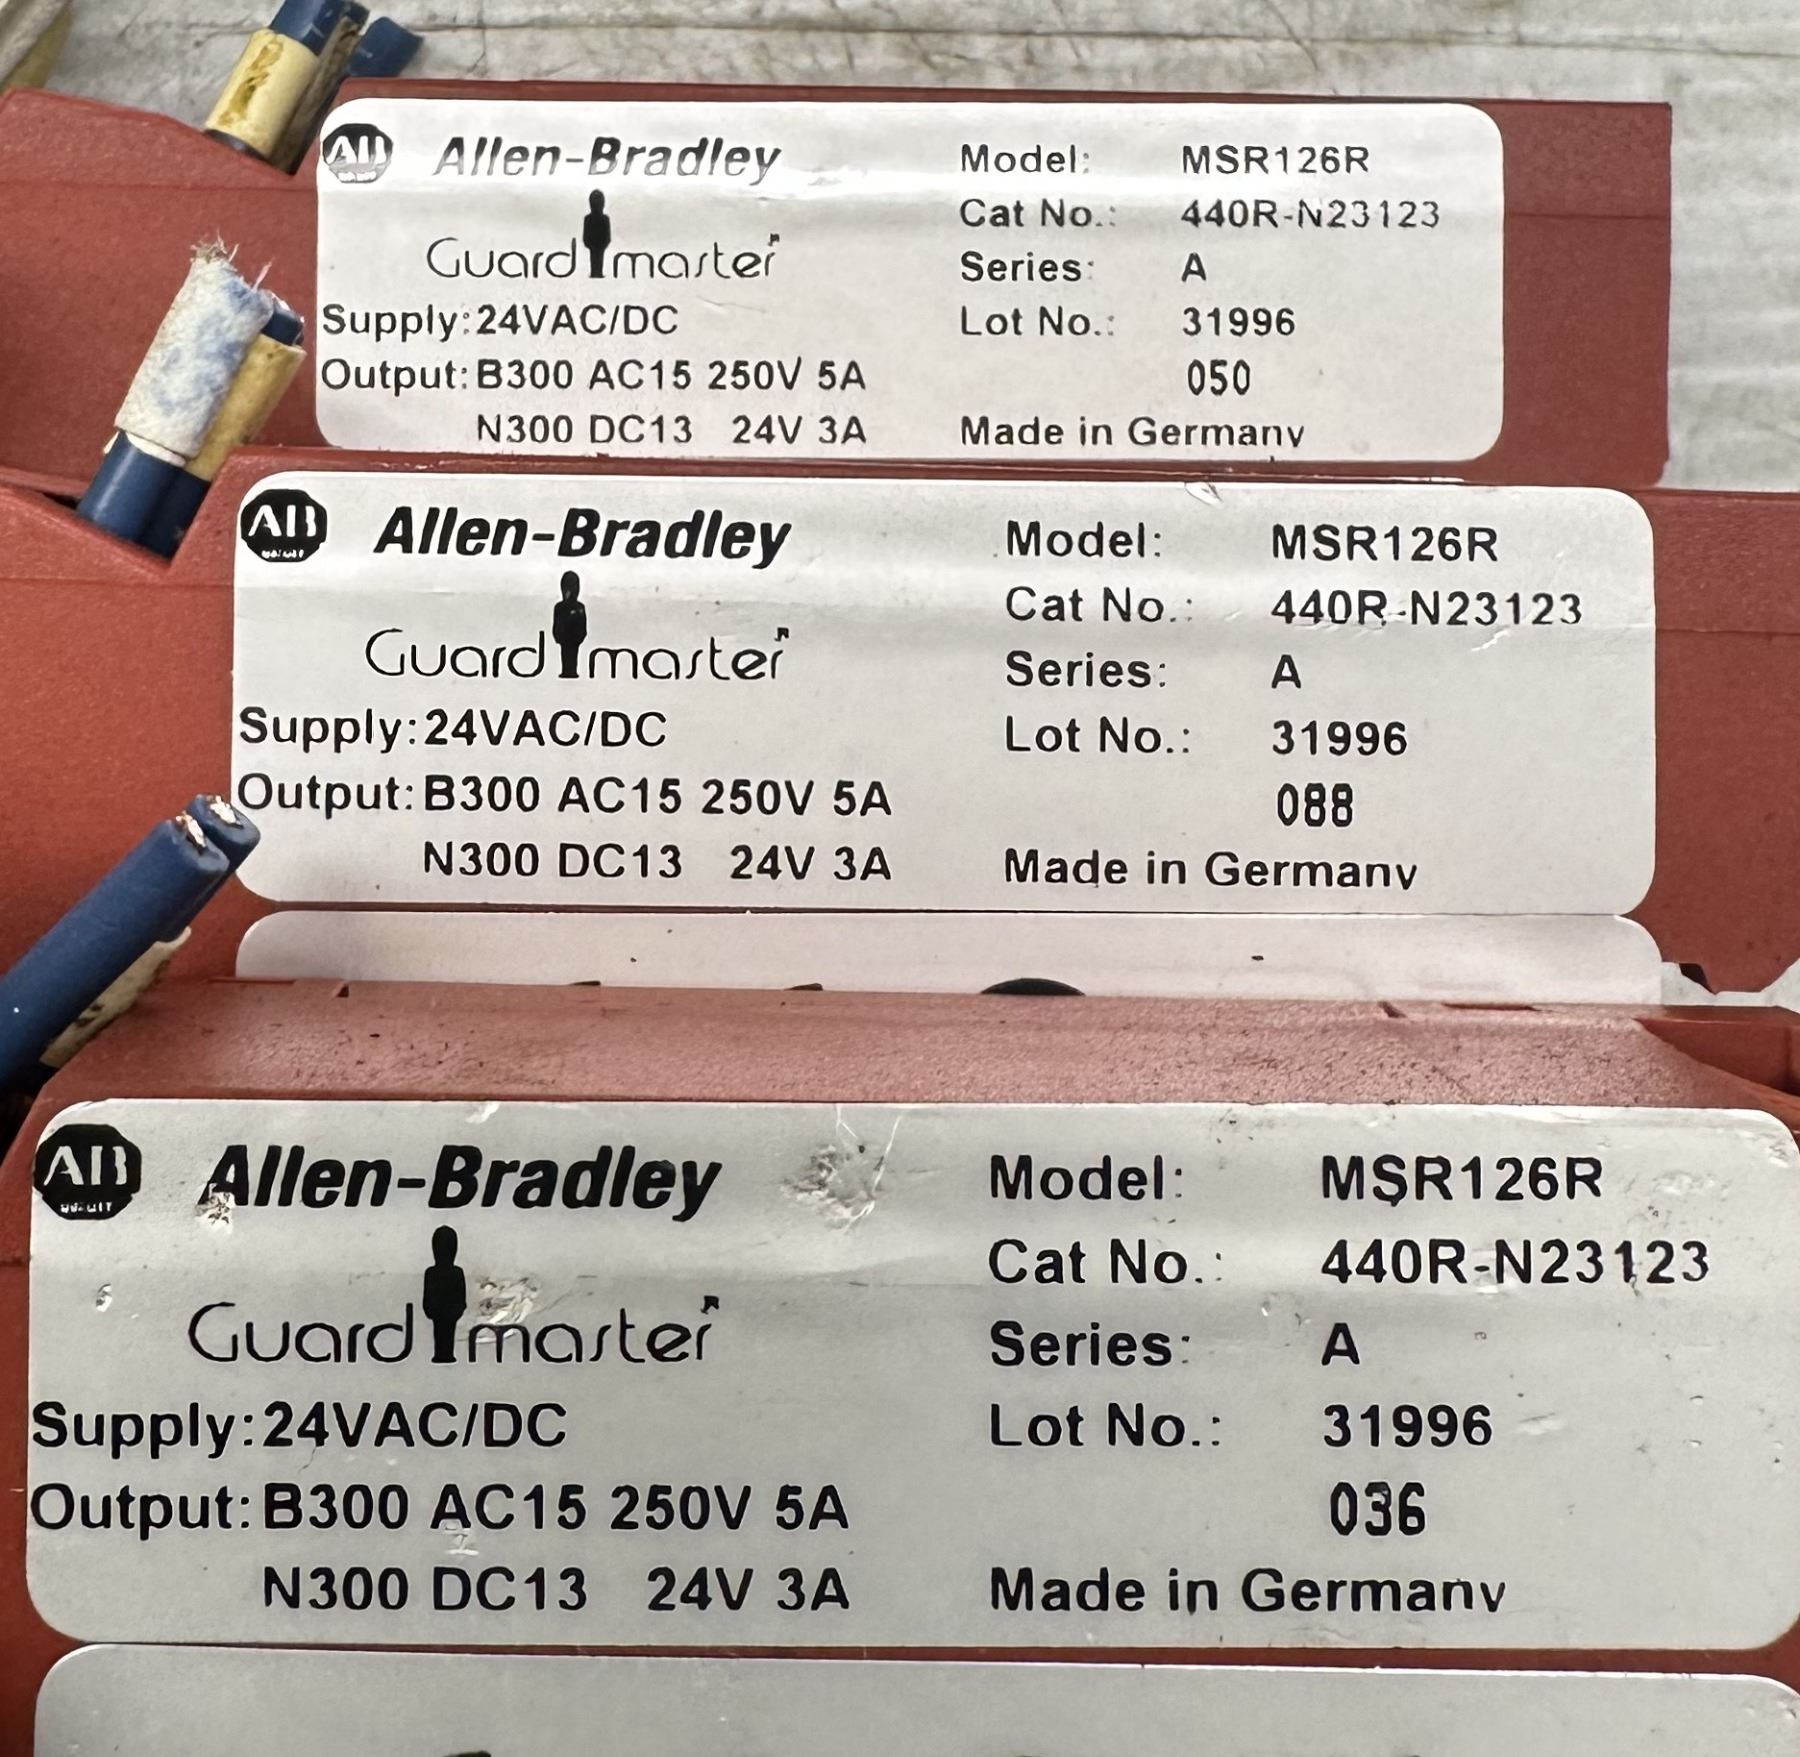 AB Allen-Bradley
Guardmaster
Supply: 24VAC/DC
Output: B300 AC15 250V 5A
N300 DC13 24V 3A
Model: MSR126R
Cat No.: 440R-N23123
Series: A
Lot No.: 31996
050
Made in Germany
AB Allen-Bradley
Guardmaster
Supply: 24VAC/DC
Output: B300 AC15 250V 5A
N300 DC13 24V 3A
Model: MSR126R
Cat No.: 440R-N23123
Series: A
Lot No.: 31996
088
Made in Germany
AB Allen-Bradley
Guardmaster
Supply: 24VAC/DC
Output: B300 AC15 250V 5A
N300 DC13 24V 3A
Model: MSR126R
Cat No.: 440R-N23123
Series: A
Lot No.: 31996
036
Made in Germany